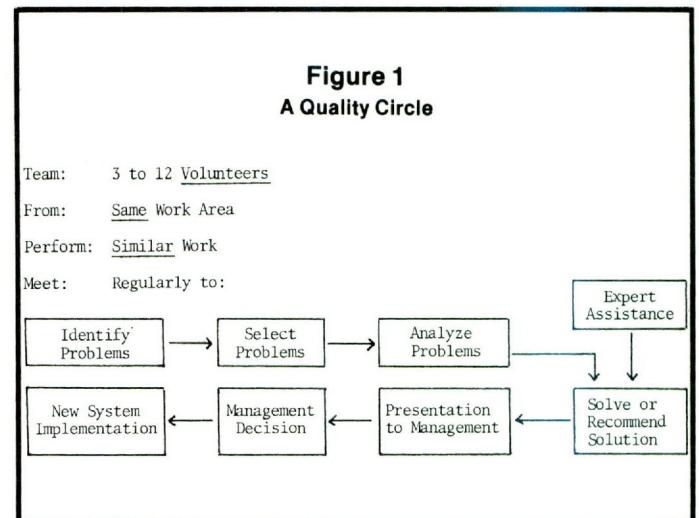 Figure 1
A Quality Circle
Team: 3 to 12 Volunteers
From: Same Work Area
Perform: Similar Work
Meet: Regularly to:
Expert
Assistance
Identify
Problems
Select
Problems
Analyze
Problems
Solve or
Recommend
Solution
Presentation
to Management
Management
Decision
New System
Implementation